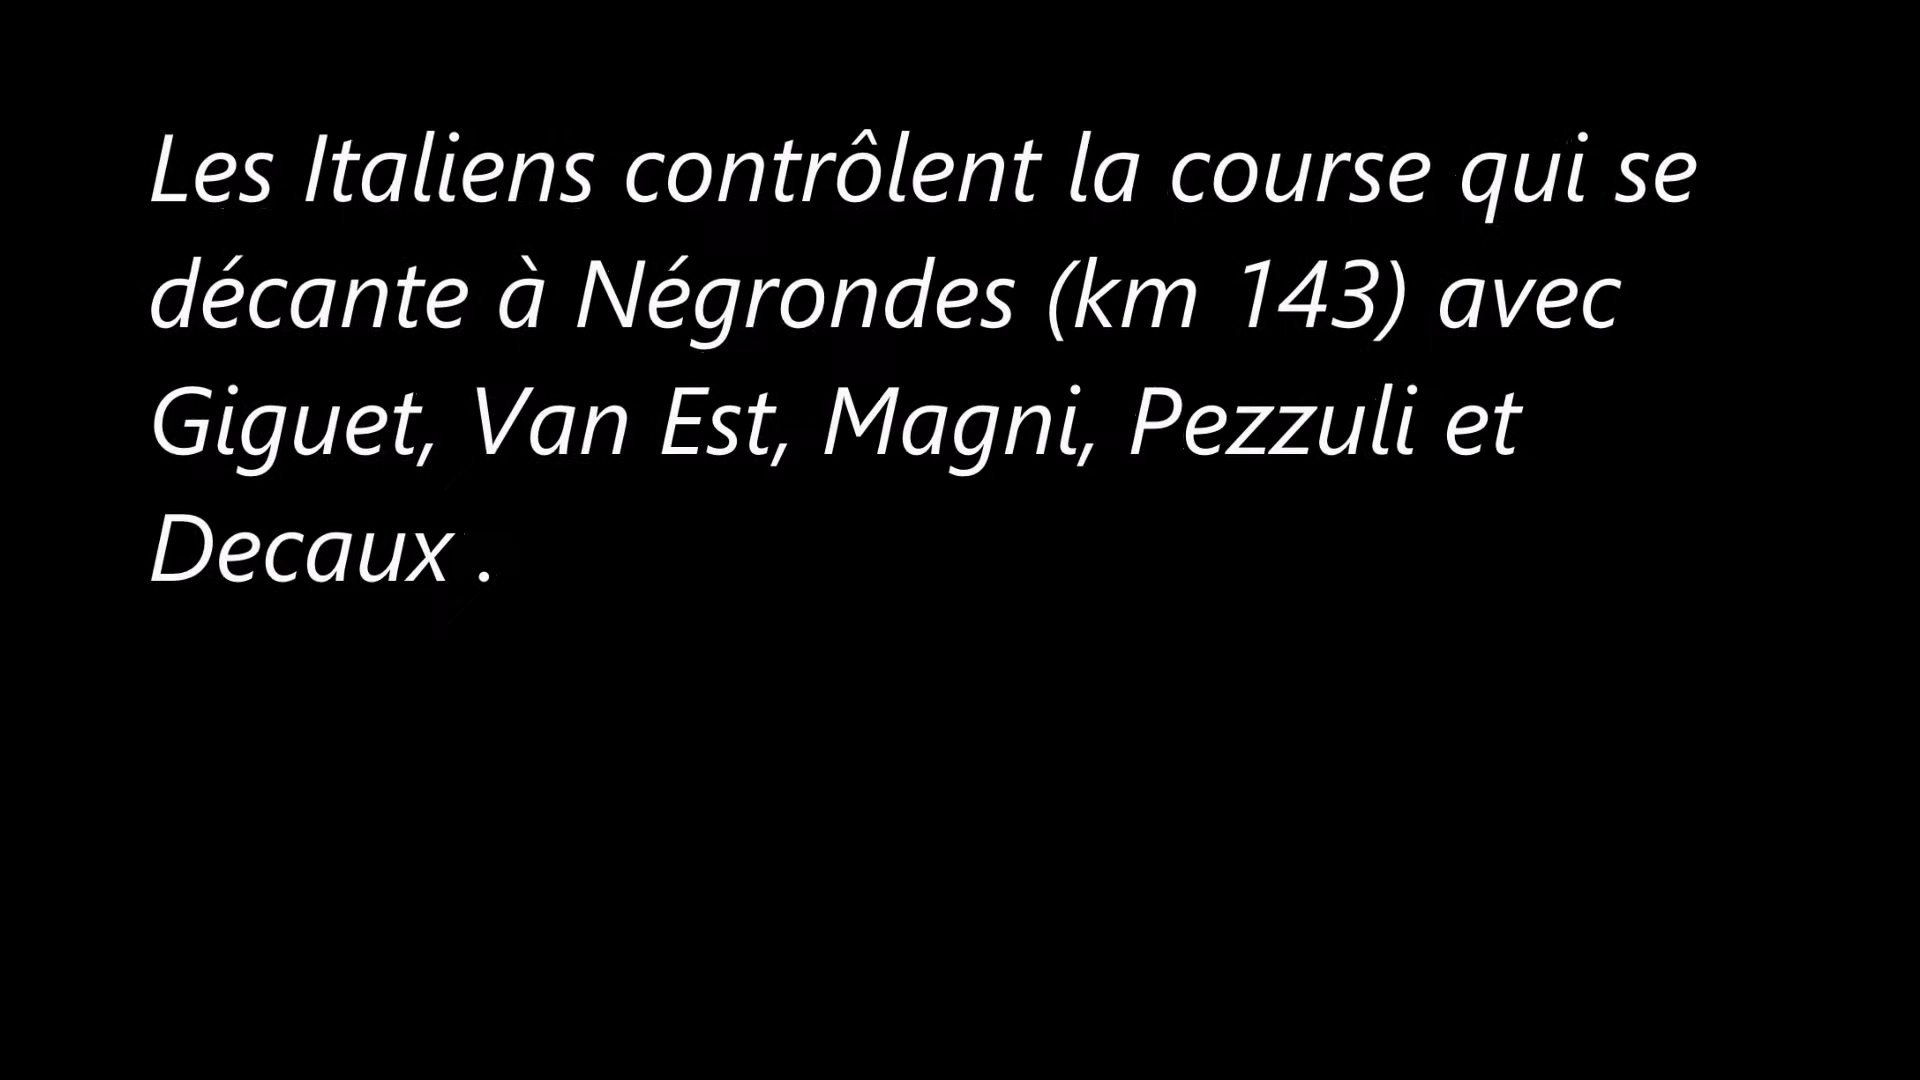 Les Italiens contrôlent la course qui se
décante à Négrondes (km 143) avec
Giguet, Van Est, Magni, Pezzuli et
Decaux .